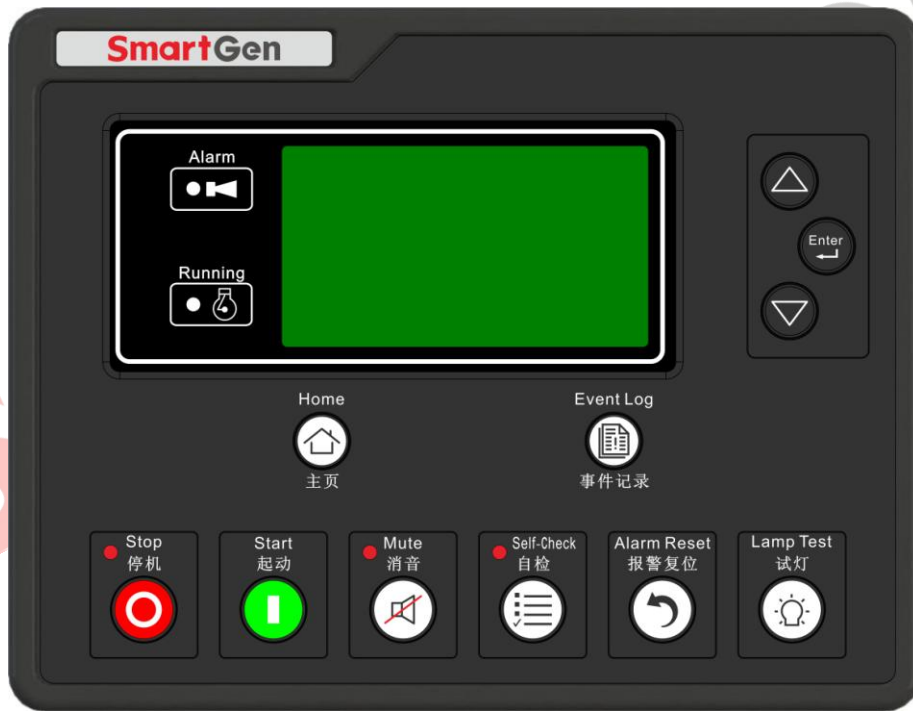 SmartGen
Alarm
Running
Enter
Home
主页
Event Log
事件记录
Stop
停机
Start
起动
Mute
消音
Self-Check
自检
Alarm Reset
报警复位
Lamp Test
试灯